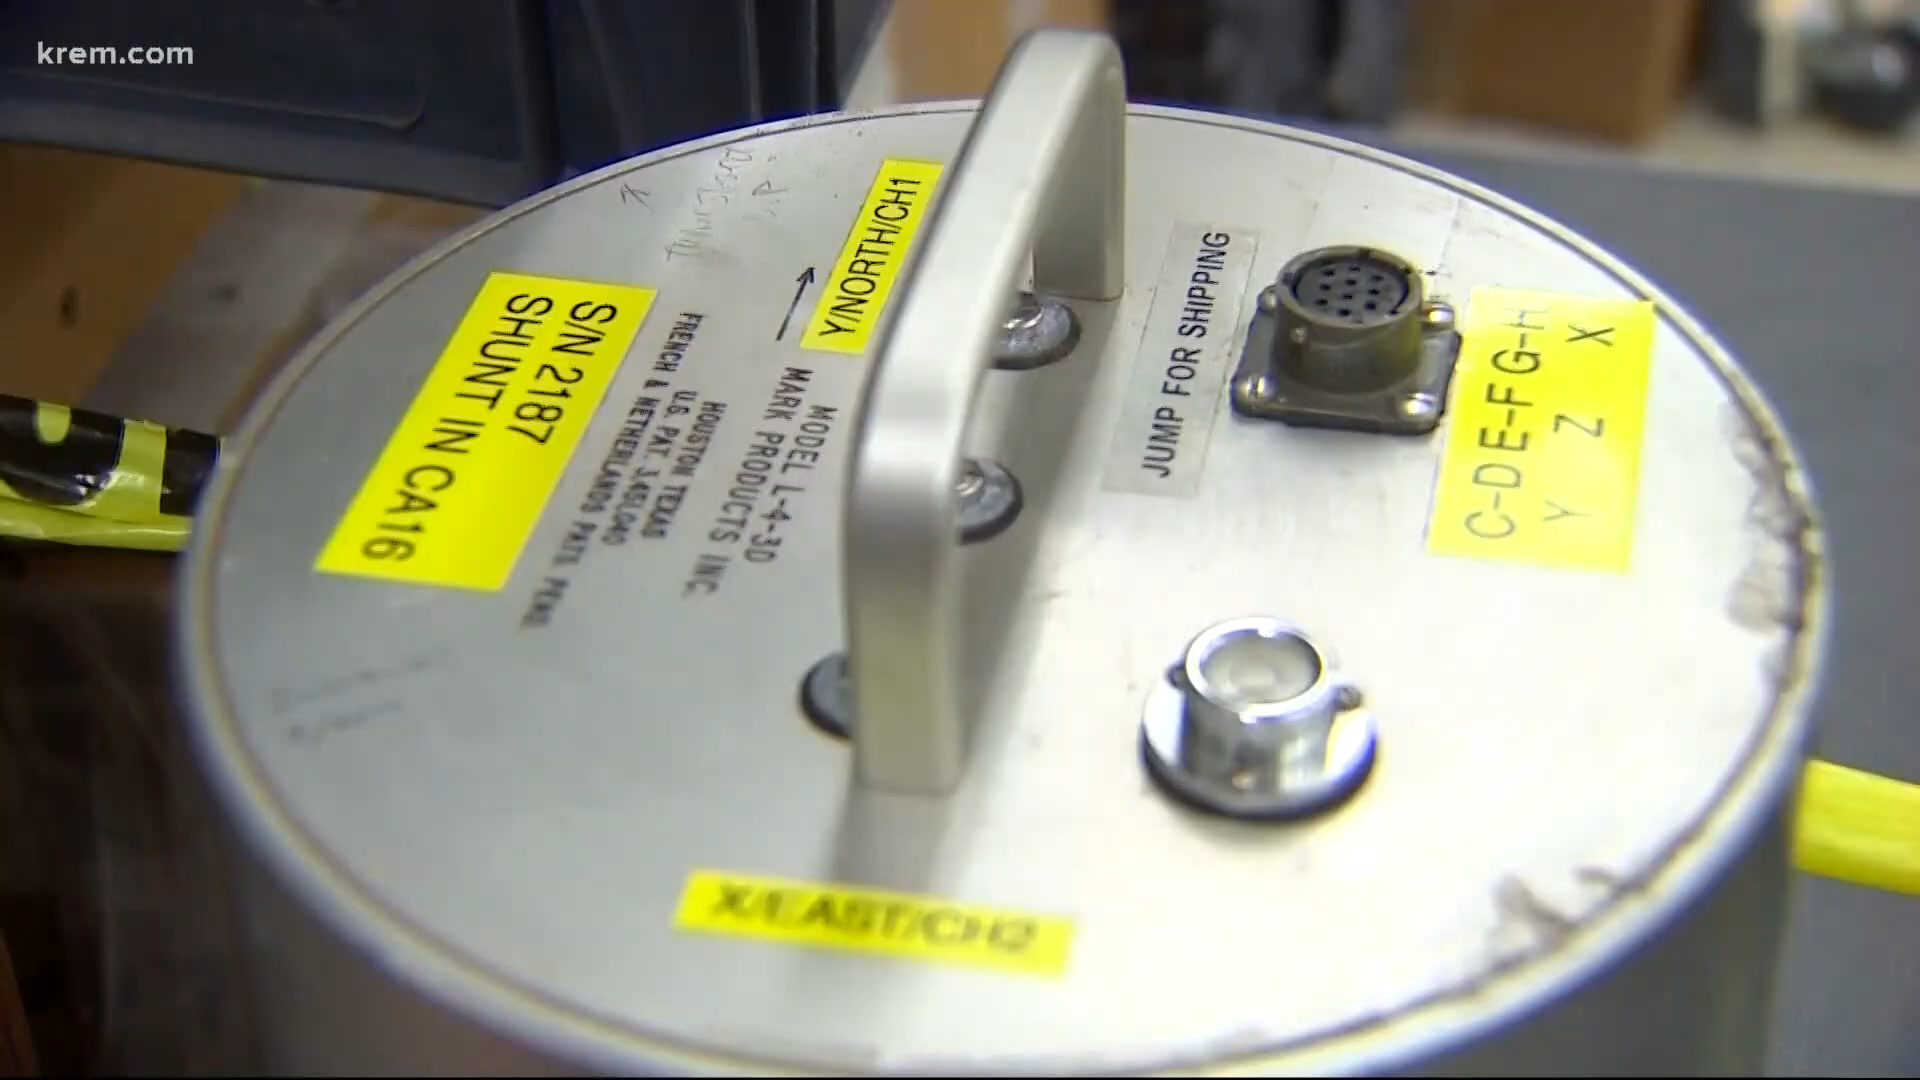 krem.com
Y/NORTH/CH1
S/N 2187
SHUNT IN CA16
MODEL L-4-3D
MARK PRODUCTS INC.
HOUSTON TEXAS
U.S. PAT. 3,451,040
FRENCH & NETHERLANDS PATS. PEND.
JUMP FOR SHIPPING
C-D E-F G-H
Y Z X
X/EAST/CH2